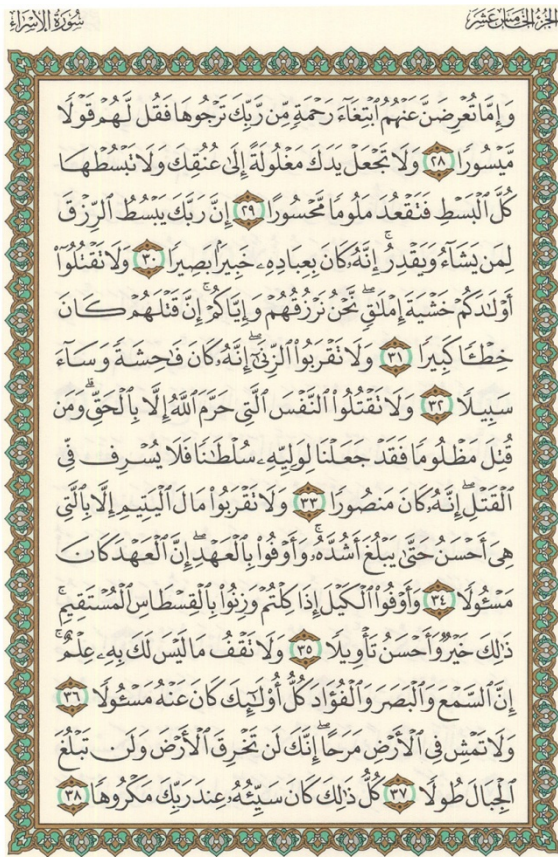 الجزء الخامس عشر
سورة الإسراء
وَإِمَّا تُعْرِضَنَّ عَنْهُمُ ٱبْتِغَآءَ رَحْمَةٍ مِّن رَّبِّكَ تَرْجُوهَا فَقُل لَّهُمْ قَوْلًا
مَّيْسُورًا ﴿٢٨﴾ وَلَا تَجْعَلْ يَدَكَ مَغْلُولَةً إِلَىٰ عُنُقِكَ وَلَا تَبْسُطْهَا
كُلَّ ٱلْبَسْطِ فَتَقْعُدَ مَلُومًا مَّحْسُورًا ﴿٢٩﴾ إِنَّ رَبَّكَ يَبْسُطُ ٱلرِّزْقَ
لِمَن يَشَآءُ وَيَقْدِرُ ۚ إِنَّهُۥ كَانَ بِعِبَادِهِۦ خَبِيرًۢا بَصِيرًا ﴿٣٠﴾ وَلَا تَقْتُلُوٓا۟
أَوْلَٰدَكُمْ خَشْيَةَ إِمْلَٰقٍ ۖ نَّحْنُ نَرْزُقُهُمْ وَإِيَّاكُمْ ۚ إِنَّ قَتْلَهُمْ كَانَ
خِطْـًٔا كَبِيرًا ﴿٣١﴾ وَلَا تَقْرَبُوا۟ ٱلزِّنَىٰٓ ۖ إِنَّهُۥ كَانَ فَٰحِشَةً وَسَآءَ
سَبِيلًا ﴿٣٢﴾ وَلَا تَقْتُلُوا۟ ٱلنَّفْسَ ٱلَّتِى حَرَّمَ ٱللَّهُ إِلَّا بِٱلْحَقِّ ۗ وَمَن
قُتِلَ مَظْلُومًا فَقَدْ جَعَلْنَا لِوَلِيِّهِۦ سُلْطَٰنًا فَلَا يُسْرِف فِّى
ٱلْقَتْلِ ۖ إِنَّهُۥ كَانَ مَنصُورًا ﴿٣٣﴾ وَلَا تَقْرَبُوا۟ مَالَ ٱلْيَتِيمِ إِلَّا بِٱلَّتِى
هِىَ أَحْسَنُ حَتَّىٰ يَبْلُغَ أَشُدَّهُۥ ۚ وَأَوْفُوا۟ بِٱلْعَهْدِ ۖ إِنَّ ٱلْعَهْدَ كَانَ
مَسْـُٔولًا ﴿٣٤﴾ وَأَوْفُوا۟ ٱلْكَيْلَ إِذَا كِلْتُمْ وَزِنُوا۟ بِٱلْقِسْطَاسِ ٱلْمُسْتَقِيمِ ۚ
ذَٰلِكَ خَيْرٌ وَأَحْسَنُ تَأْوِيلًا ﴿٣٥﴾ وَلَا تَقْفُ مَا لَيْسَ لَكَ بِهِۦ عِلْمٌ ۚ
إِنَّ ٱلسَّمْعَ وَٱلْبَصَرَ وَٱلْفُؤَادَ كُلُّ أُو۟لَٰٓئِكَ كَانَ عَنْهُ مَسْـُٔولًا ﴿٣٦﴾
وَلَا تَمْشِ فِى ٱلْأَرْضِ مَرَحًا ۖ إِنَّكَ لَن تَخْرِقَ ٱلْأَرْضَ وَلَن تَبْلُغَ
ٱلْجِبَالَ طُولًا ﴿٣٧﴾ كُلُّ ذَٰلِكَ كَانَ سَيِّئُهُۥ عِندَ رَبِّكَ مَكْرُوهًا ﴿٣٨﴾